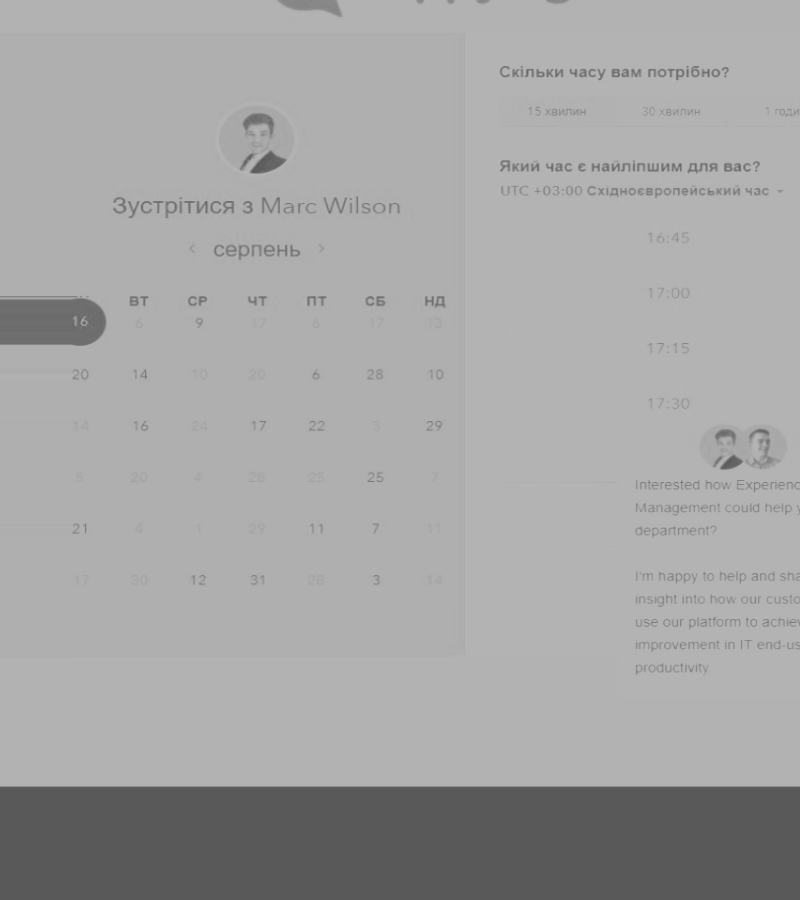 Зустрітися з Marc Wilson
серпень
ВТ СР ЧТ ПТ СБ НД
16 6 9 17 6 17 13
20 14 10 20 6 28 10
14 16 24 17 22 3 29
5 20 4 26 25 25 7
21 4 1 29 11 7 11
17 30 12 31 28 3 14
Скільки часу вам потрібно?
15 хвилин 30 хвилин 1 годи
Який час є найліпшим для вас?
UTC +03:00 Східноєвропейський час
16:45
17:00
17:15
17:30
Interested how Experienc
Management could help y
department?
I'm happy to help and sha
insight into how our custo
use our platform to achiev
improvement in IT end-us
productivity.